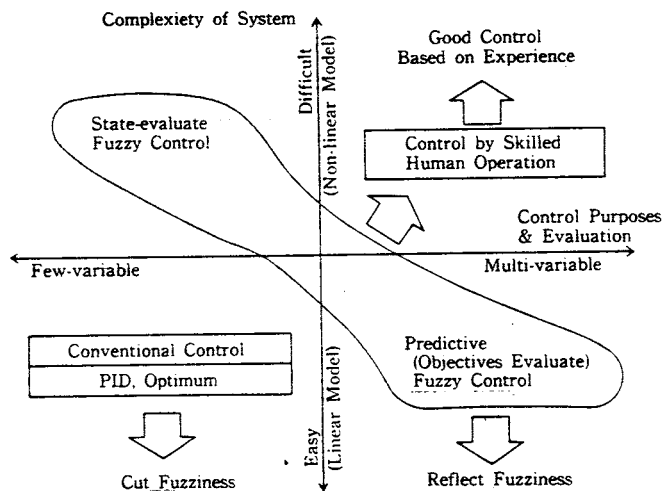 Complexiety of System
Good Control
Based on Experience
Difficult
(Non-linear Model)
State-evaluate
Fuzzy Control
Control by Skilled
Human Operation
Control Purposes
& Evaluation
Few-variable
Multi-variable
Conventional Control
PID, Optimum
Predictive
(Objectives Evaluate)
Fuzzy Control
Easy
(Linear Model)
Cut Fuzziness
Reflect Fuzziness